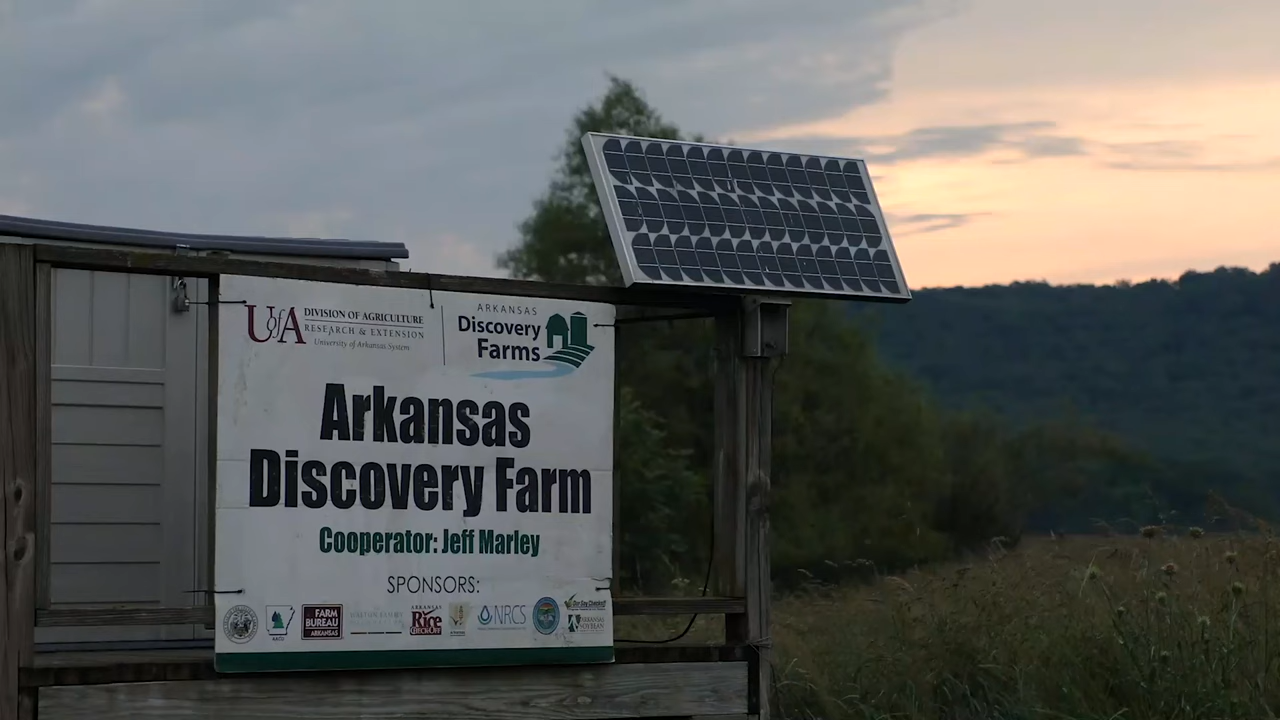 UofA
DIVISION OF AGRICULTURE
RESEARCH & EXTENSION
University of Arkansas System
ARKANSAS
Discovery
Farms
Arkansas
Discovery Farm
Cooperator: Jeff Marley
SPONSORS:
FARM
BUREAU
ARKANSAS
ARKANSAS
Rice
NRCS